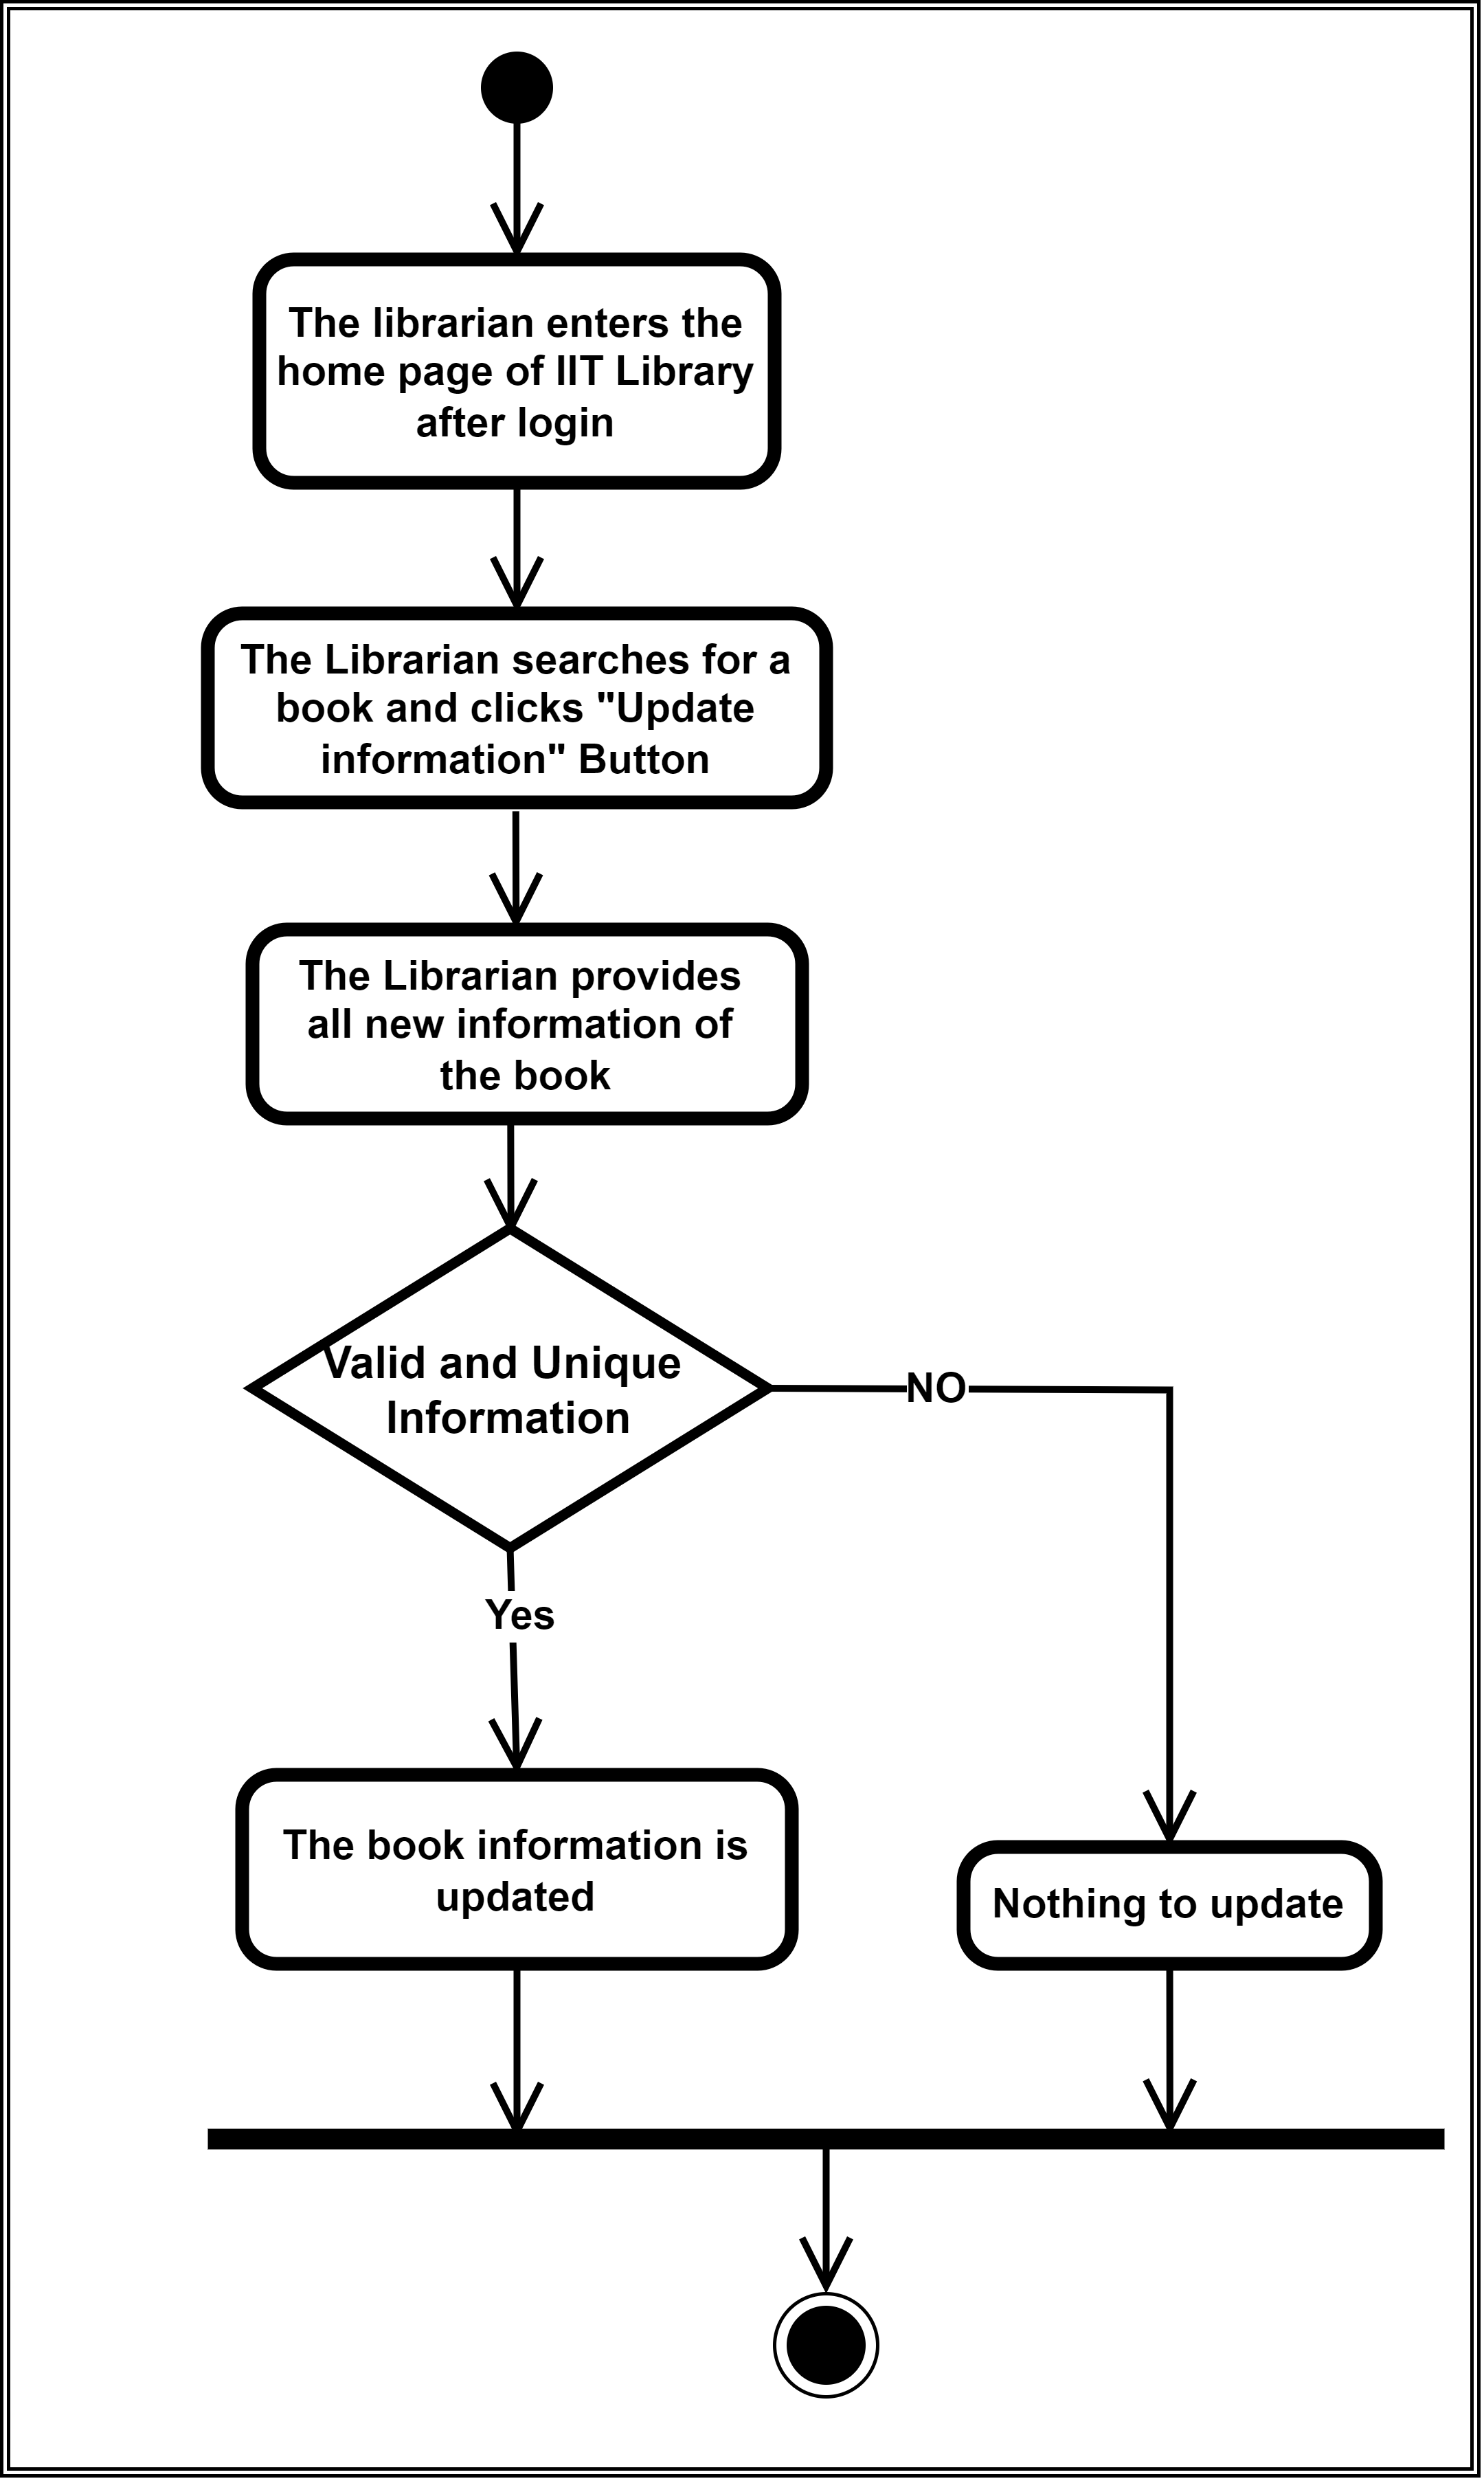 The librarian enters the
home page of IIT Library
after login
The Librarian searches for a
book and clicks "Update
information" Button
The Librarian provides
all new information of
the book
Valid and Unique
Information
NO
Yes
The book information is
updated
Nothing to update